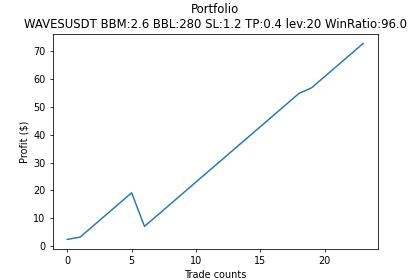 Portfolio
WAVESUSDT BBM:2.6 BBL:280 SL:1.2 TP:0.4 lev:20 WinRatio:96.0
70
60
50
40
30
20
10
0
Profit ($)
0 5 10 15 20
Trade counts